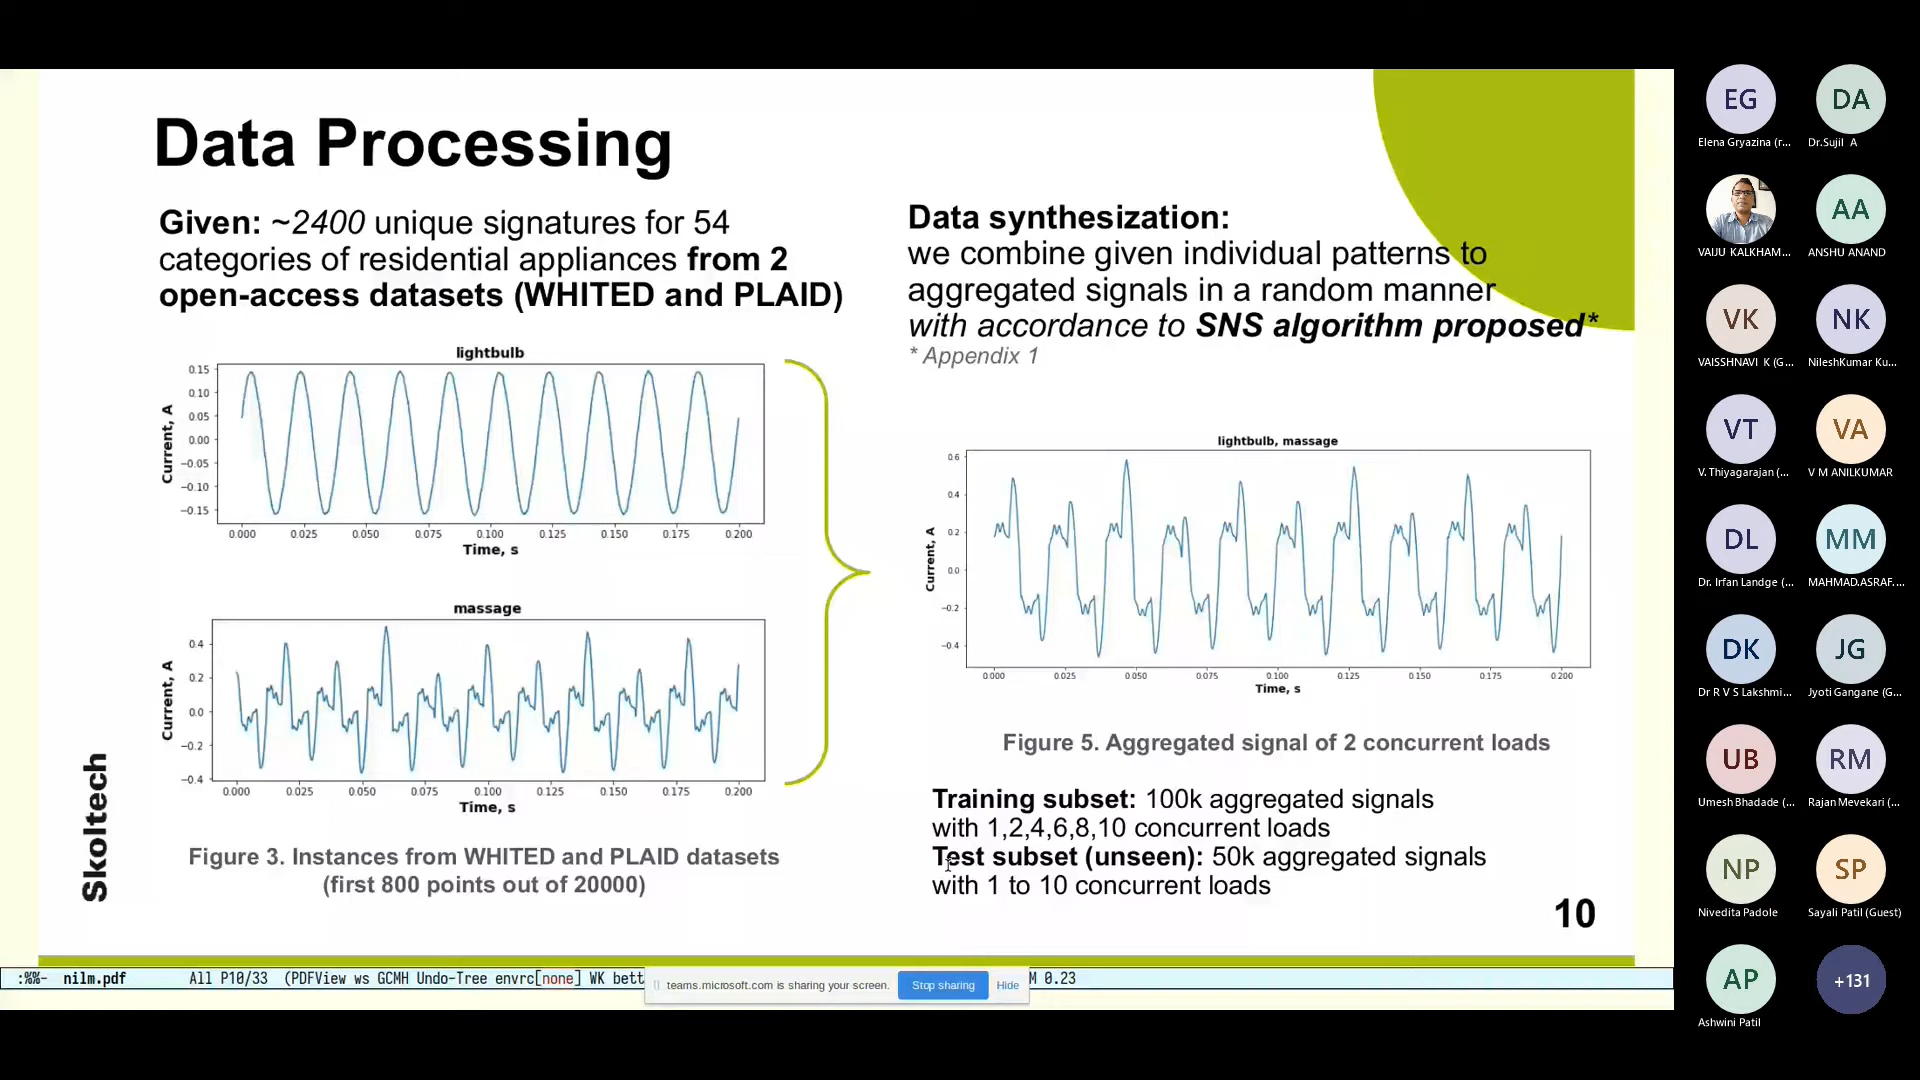 Data Processing
Given: ~2400 unique signatures for 54
categories of residential appliances from 2
open-access datasets (WHITED and PLAID)
lightbulb
0.15
0.10
0.05
0.00
−0.05
−0.10
−0.15
Current, A
0.000 0.025 0.050 0.075 0.100 0.125 0.150 0.175 0.200
Time, s
massage
0.4
0.2
0.0
−0.2
−0.4
Current, A
0.000 0.025 0.050 0.075 0.100 0.125 0.150 0.175 0.200
Time, s
Figure 3. Instances from WHITED and PLAID datasets
(first 800 points out of 20000)
Skoltech
Data synthesization:
we combine given individual patterns to
aggregated signals in a random manner
with accordance to SNS algorithm proposed*
* Appendix 1
lightbulb, massage
0.6
0.4
0.2
0.0
−0.2
−0.4
Current, A
0.000 0.025 0.050 0.075 0.100 0.125 0.150 0.175 0.200
Time, s
Figure 5. Aggregated signal of 2 concurrent loads
Training subset: 100k aggregated signals
with 1,2,4,6,8,10 concurrent loads
Test subset (unseen): 50k aggregated signals
with 1 to 10 concurrent loads
10
:%%- nilm.pdf All P10/33 (PDFView ws GCMH Undo-Tree envrc[none] WK bett
M 0.23
teams.microsoft.com is sharing your screen. Stop sharing Hide
EG DA
Elena Gryazina (r... Dr.Sujil A
AA
VAIJU KALKHAM... ANSHU ANAND
VK NK
VAISSHNAVI K (G... NileshKumar Ku...
VT VA
V. Thiyagarajan (... V M ANILKUMAR
DL MM
Dr. Irfan Landge (... MAHMAD.ASRAF....
DK JG
Dr R V S Lakshmi... Jyoti Gangane (G...
UB RM
Umesh Bhadade (... Rajan Mevekari (...
NP SP
Nivedita Padole Sayali Patil (Guest)
AP +131
Ashwini Patil